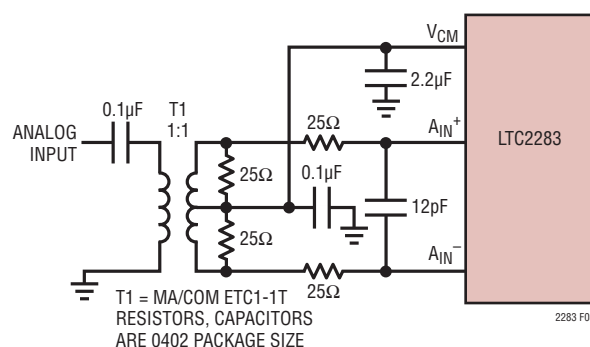 VCM
2.2µF
0.1µF
T1
1:1
25Ω
ANALOG
INPUT
AIN+
LTC2283
25Ω
0.1µF
12pF
25Ω
AIN–
25Ω
T1 = MA/COM ETC1-1T
RESISTORS, CAPACITORS
ARE 0402 PACKAGE SIZE
2283 F0